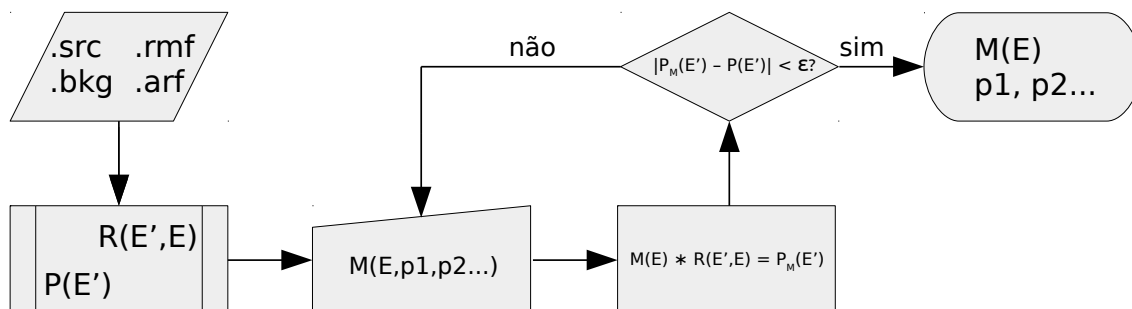 .src .rmf
.bkg .arf
não
|P_M(E’) – P(E’)| < ε?
sim
M(E)
p1, p2...
R(E’,E)
P(E’)
M(E,p1,p2...)
M(E) ∗ R(E’,E) = P_M(E’)